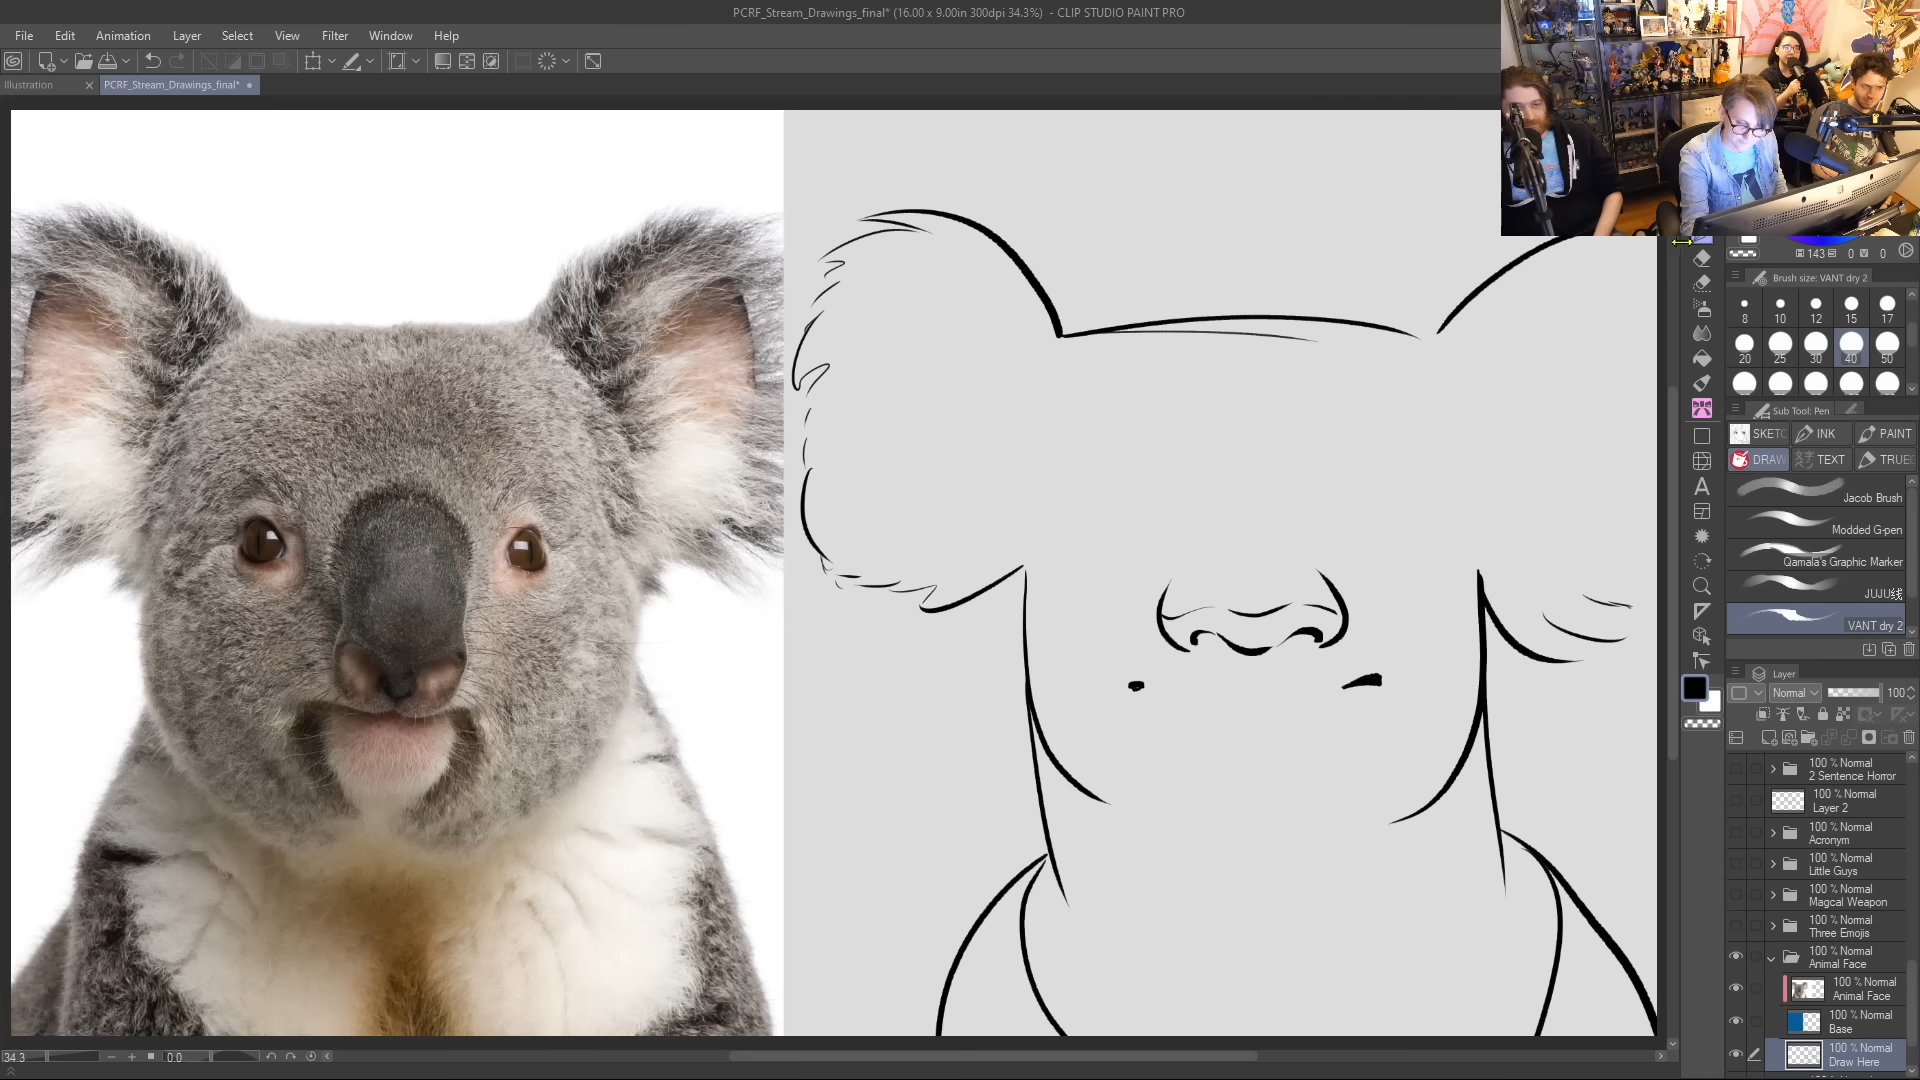 PCRF_Stream_Drawings_final* (16.00 x 9.00in 300dpi 34.3%) - CLIP STUDIO PAINT PRO
File Edit Animation Layer Select View Filter Window Help
Illustration PCRF_Stream_Drawings_final*
143 0 0
Brush size: VANT dry 2
8 10 12 15 17
20 25 30 40 50
Sub Tool: Pen
SKETC INK PAINT
DRAW TEXT TRUEG
Jacob Brush
Modded G-pen
Qamala's Graphic Marker
JUJU线
VANT dry 2
Layer
Normal 100
100 % Normal
2 Sentence Horror
100 % Normal
Layer 2
100 % Normal
Acronym
100 % Normal
Little Guys
100 % Normal
Magcal Weapon
100 % Normal
Three Emojis
100 % Normal
Animal Face
100 % Normal
Animal Face
100 % Normal
Base
100 % Normal
Draw Here
34.3 0.0